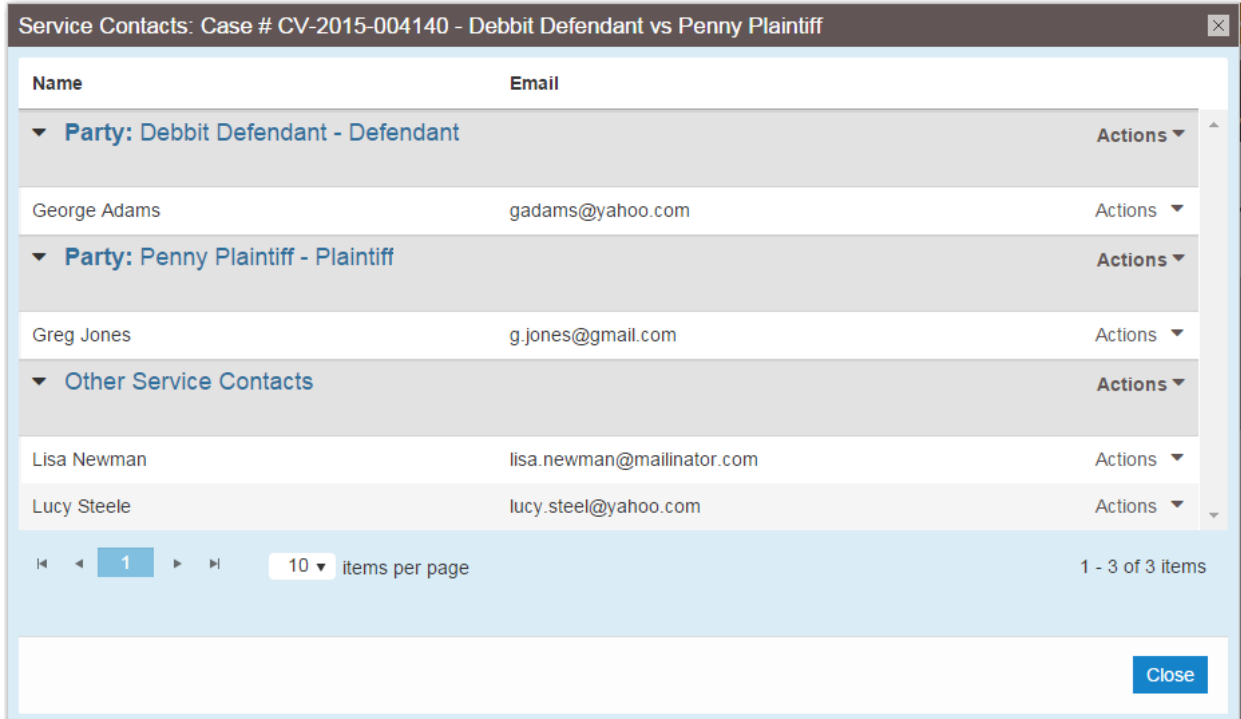 Service Contacts: Case # CV-2015-004140 - Debbit Defendant vs Penny Plaintiff
Name Email
Party: Debbit Defendant - Defendant Actions
George Adams gadams@yahoo.com Actions
Party: Penny Plaintiff - Plaintiff Actions
Greg Jones g.jones@gmail.com Actions
Other Service Contacts Actions
Lisa Newman lisa.newman@mailinator.com Actions
Lucy Steele lucy.steel@yahoo.com Actions
1 10 items per page 1 - 3 of 3 items
Close